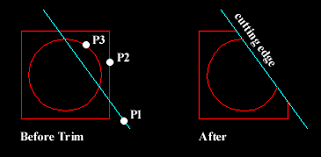 P3
P2
P1
Before Trim
cutting edge
After